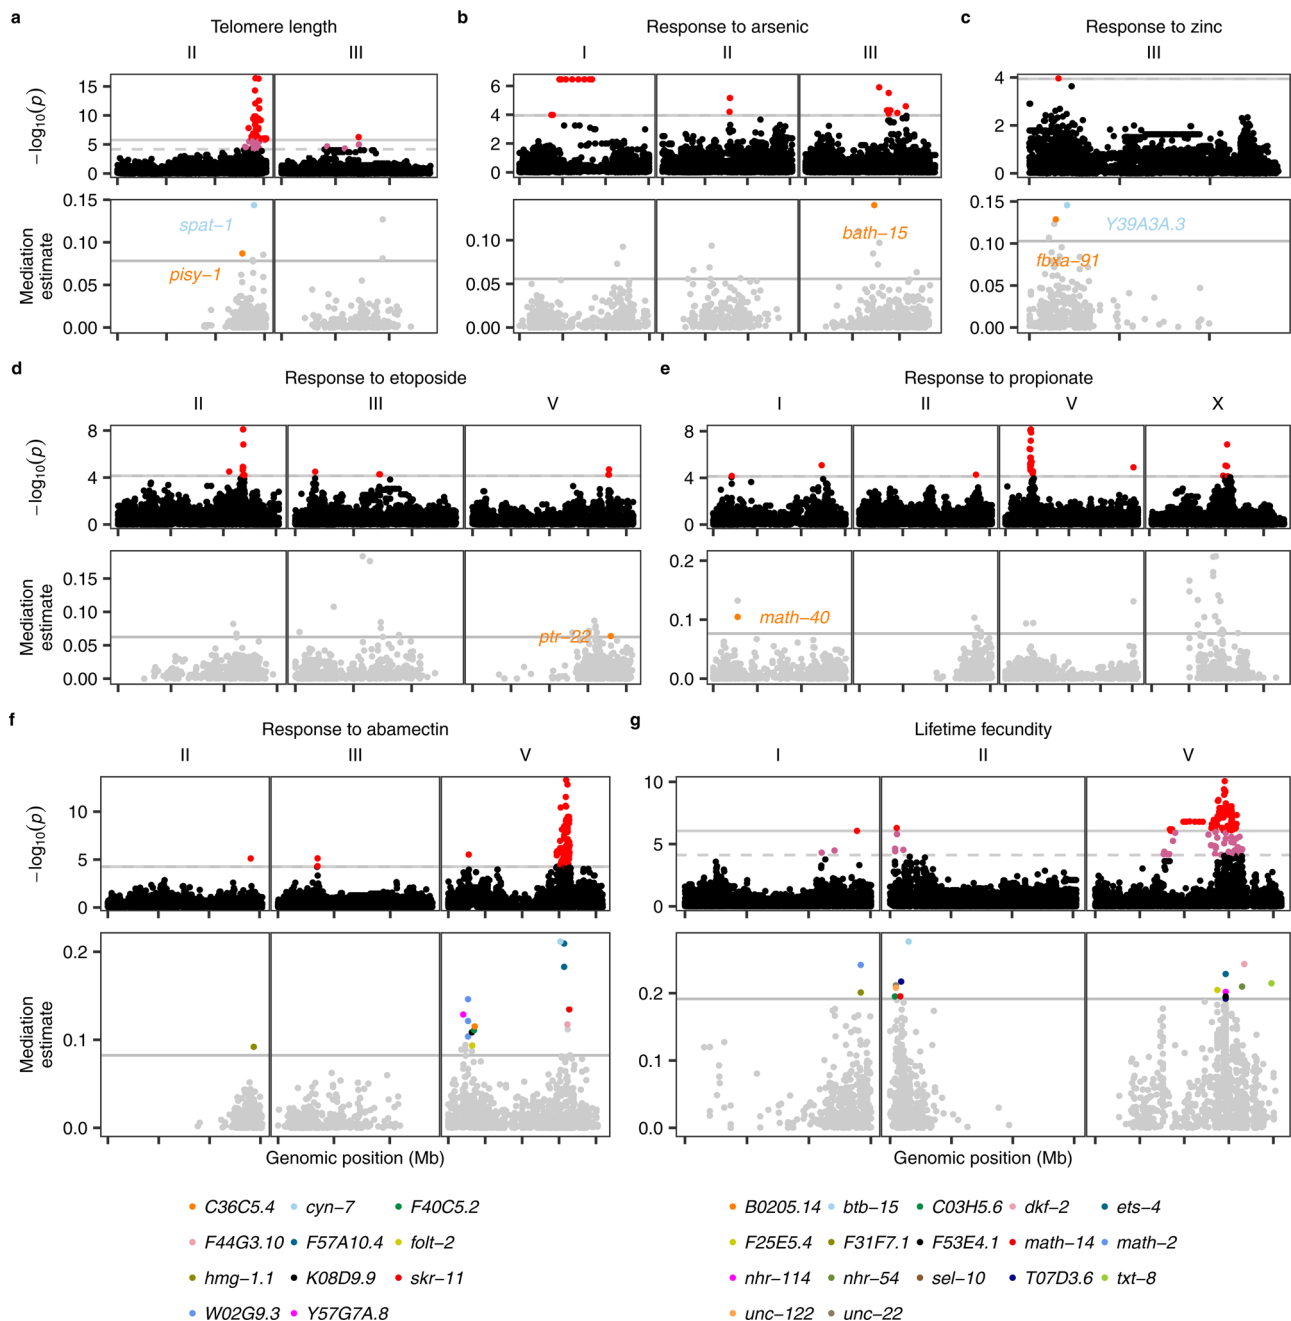 a
Telomere length
II III
−log10(p)
15
10
5
0
Mediation estimate
0.15
0.10
0.05
0.00
spat−1
pisy−1
b
Response to arsenic
I II III
6
4
2
0
0.10
0.05
0.00
bath−15
c
Response to zinc
III
4
2
0
0.15
0.10
0.05
0.00
Y39A3A.3
fbxa−91
d
Response to etoposide
II III V
−log10(p)
8
4
0
Mediation estimate
0.15
0.10
0.05
0.00
ptr−22
e
Response to propionate
I II V X
8
4
0
0.2
0.1
0.0
math−40
f
Response to abamectin
II III V
−log10(p)
10
5
0
Mediation estimate
0.2
0.1
0.0
Genomic position (Mb)
g
Lifetime fecundity
I II V
10
5
0
0.2
0.1
0.0
Genomic position (Mb)
C36C5.4 cyn−7 F40C5.2
F44G3.10 F57A10.4 folt−2
hmg−1.1 K08D9.9 skr−11
W02G9.3 Y57G7A.8
B0205.14 btb−15 C03H5.6 dkf−2 ets−4
F25E5.4 F31F7.1 F53E4.1 math−14 math−2
nhr−114 nhr−54 sel−10 T07D3.6 txt−8
unc−122 unc−22